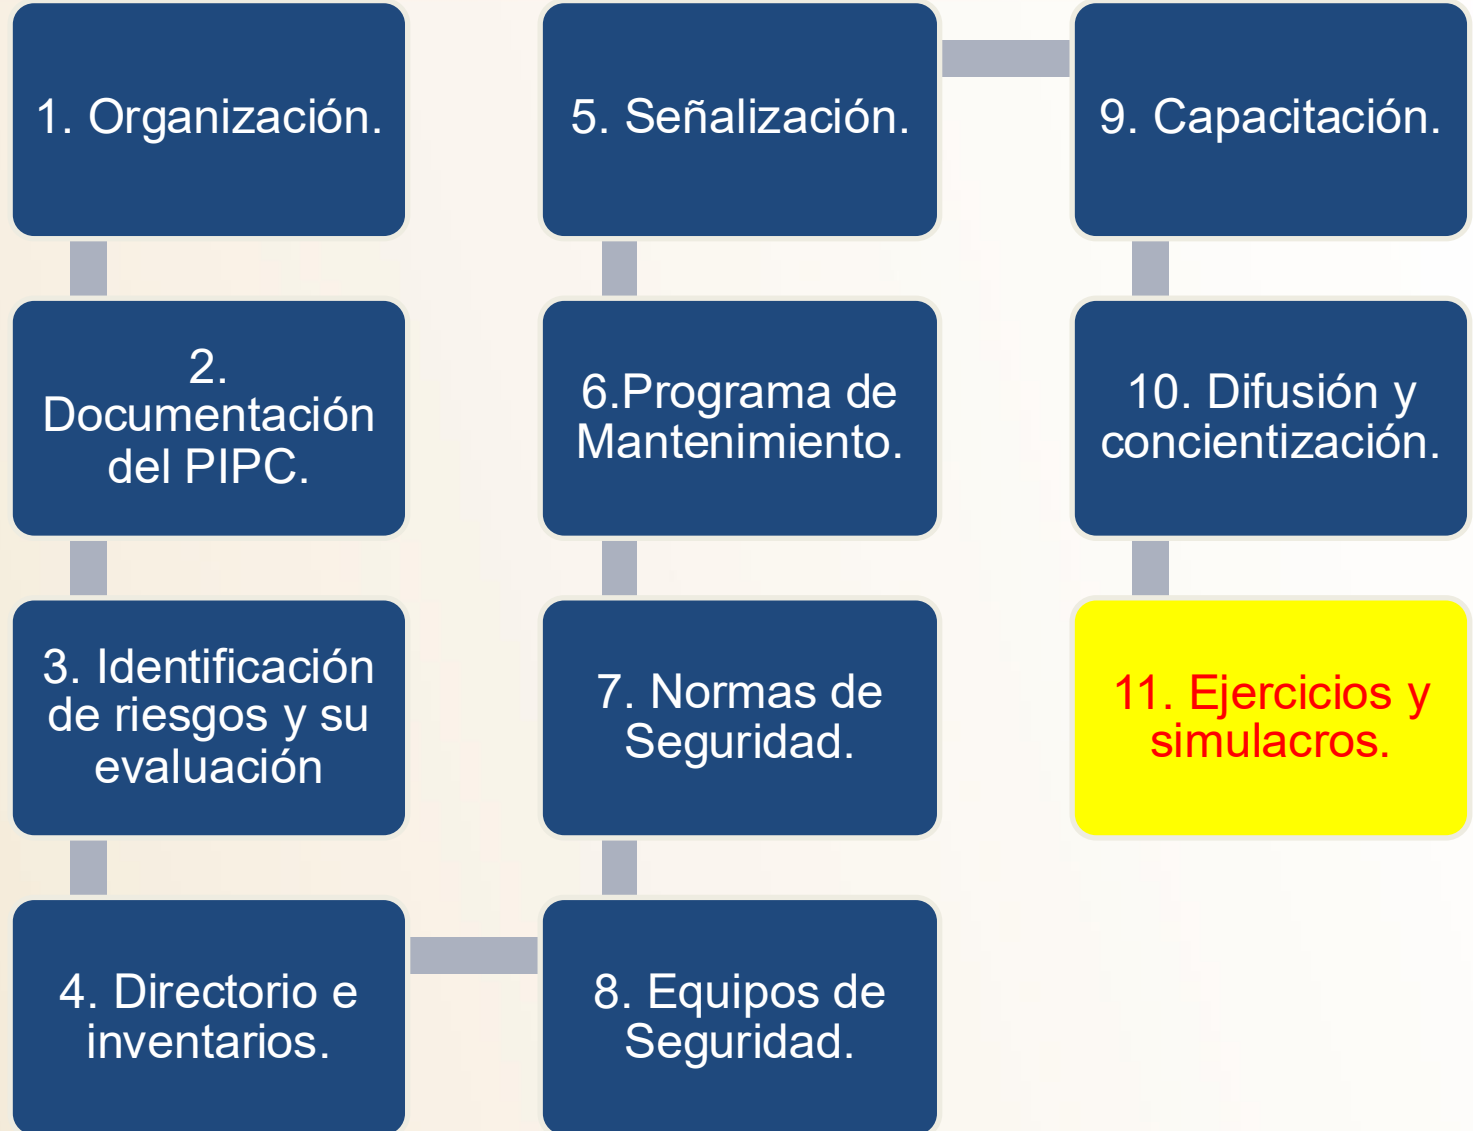 1. Organización.
2.
Documentación
del PIPC.
3. Identificación
de riesgos y su
evaluación
4. Directorio e
inventarios.
5. Señalización.
6.Programa de
Mantenimiento.
7. Normas de
Seguridad.
8. Equipos de
Seguridad.
9. Capacitación.
10. Difusión y
concientización.
11. Ejercicios y
simulacros.